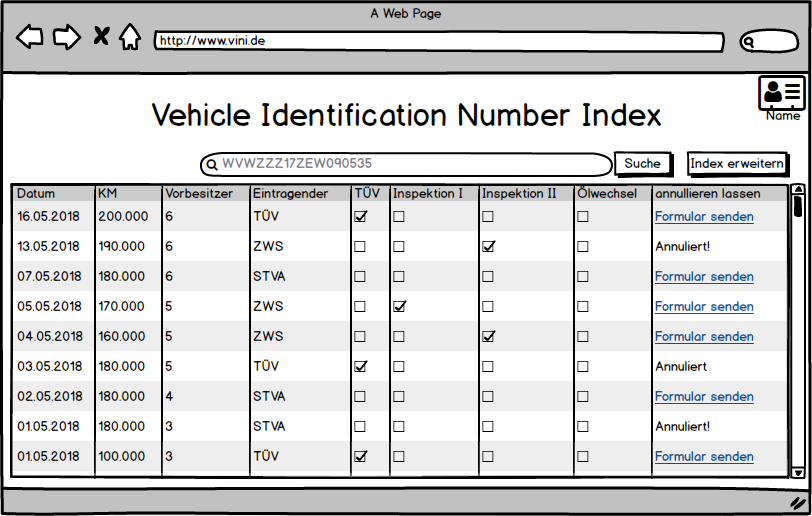 A Web Page
http://www.vini.de
Name
Vehicle Identification Number Index
WVWZZZ17ZEW090535
Suche
Index erweitern
Datum KM Vorbesitzer Eintragender TÜV Inspektion I Inspektion II Ölwechsel annullieren lassen
16.05.2018 200.000 6 TÜV Formular senden
13.05.2018 190.000 6 ZWS Annuliert!
07.05.2018 180.000 6 STVA Formular senden
05.05.2018 170.000 5 ZWS Formular senden
04.05.2018 160.000 5 ZWS Formular senden
03.05.2018 180.000 5 TÜV Annuliert
02.05.2018 180.000 4 STVA Formular senden
01.05.2018 180.000 3 STVA Annuliert!
01.05.2018 100.000 3 TÜV Formular senden